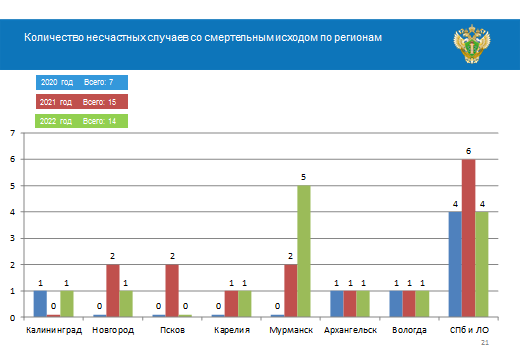 Количество несчастных случаев со смертельным исходом по регионам
2020 год Всего: 7
2021 год Всего: 15
2022 год Всего: 14
7
6
5
4
3
2
1
0
1 0 1
0 2 1
0 2 0
0 1 1
0 2 5
1 1 1
1 1 1
4 6 4
Калининград Новгород Псков Карелия Мурманск Архангельск Вологда СПб и ЛО
21